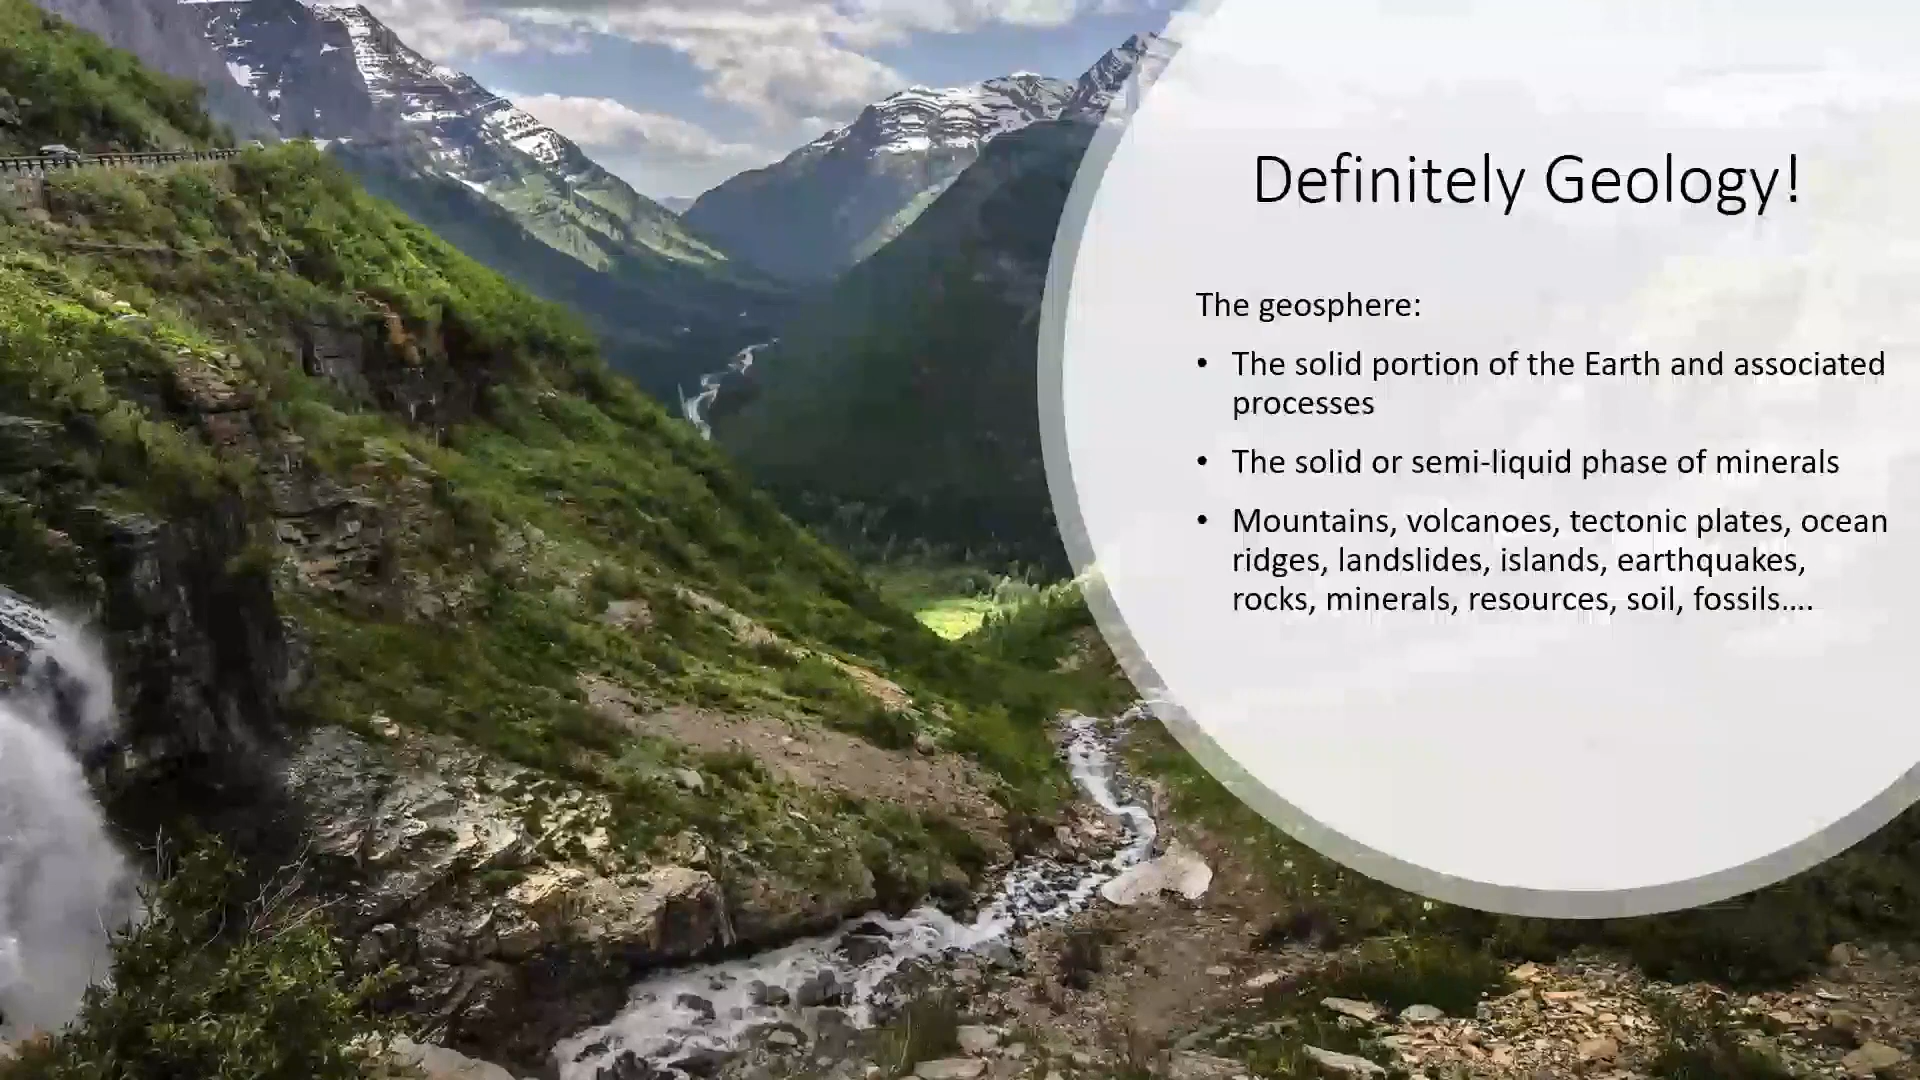 Definitely Geology!
The geosphere:
• The solid portion of the Earth and associated
processes
• The solid or semi-liquid phase of minerals
• Mountains, volcanoes, tectonic plates, ocean
ridges, landslides, islands, earthquakes,
rocks, minerals, resources, soil, fossils....